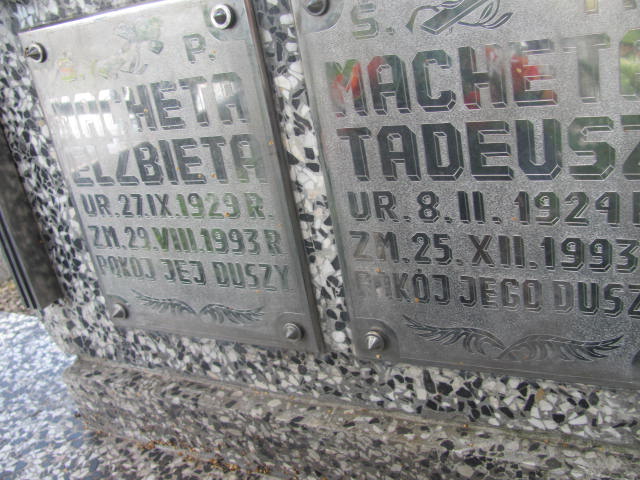 P.
MACHETA
ELŻBIETA
UR. 27.IX.1929 R.
ZM. 29.VIII.1993 R
POKÓJ JEJ DUSZY
Ś.
MACHETA
TADEUSZ
UR. 8.II.1924
ZM. 25.XII.1993
POKÓJ JEGO DUSZ